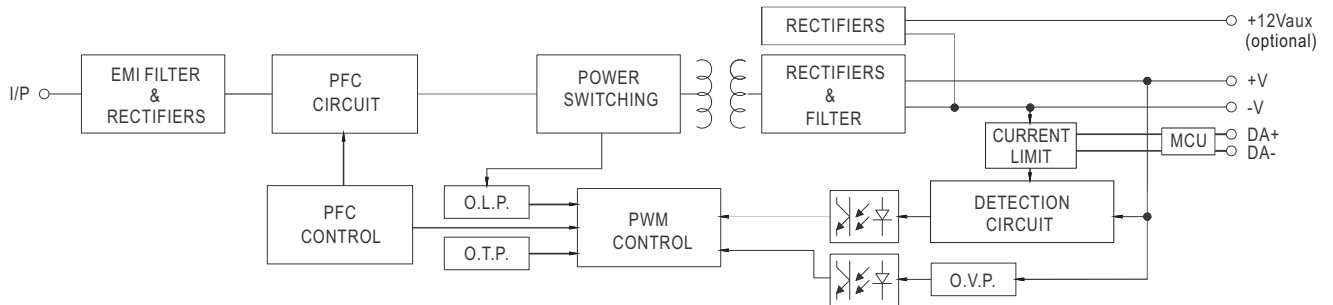 RECTIFIERS
+12Vaux
(optional)
I/P
EMI FILTER
&
RECTIFIERS
PFC
CIRCUIT
POWER
SWITCHING
RECTIFIERS
&
FILTER
+V
-V
CURRENT
LIMIT
MCU
DA+
DA-
PFC
CONTROL
O.L.P.
O.T.P.
PWM
CONTROL
DETECTION
CIRCUIT
O.V.P.